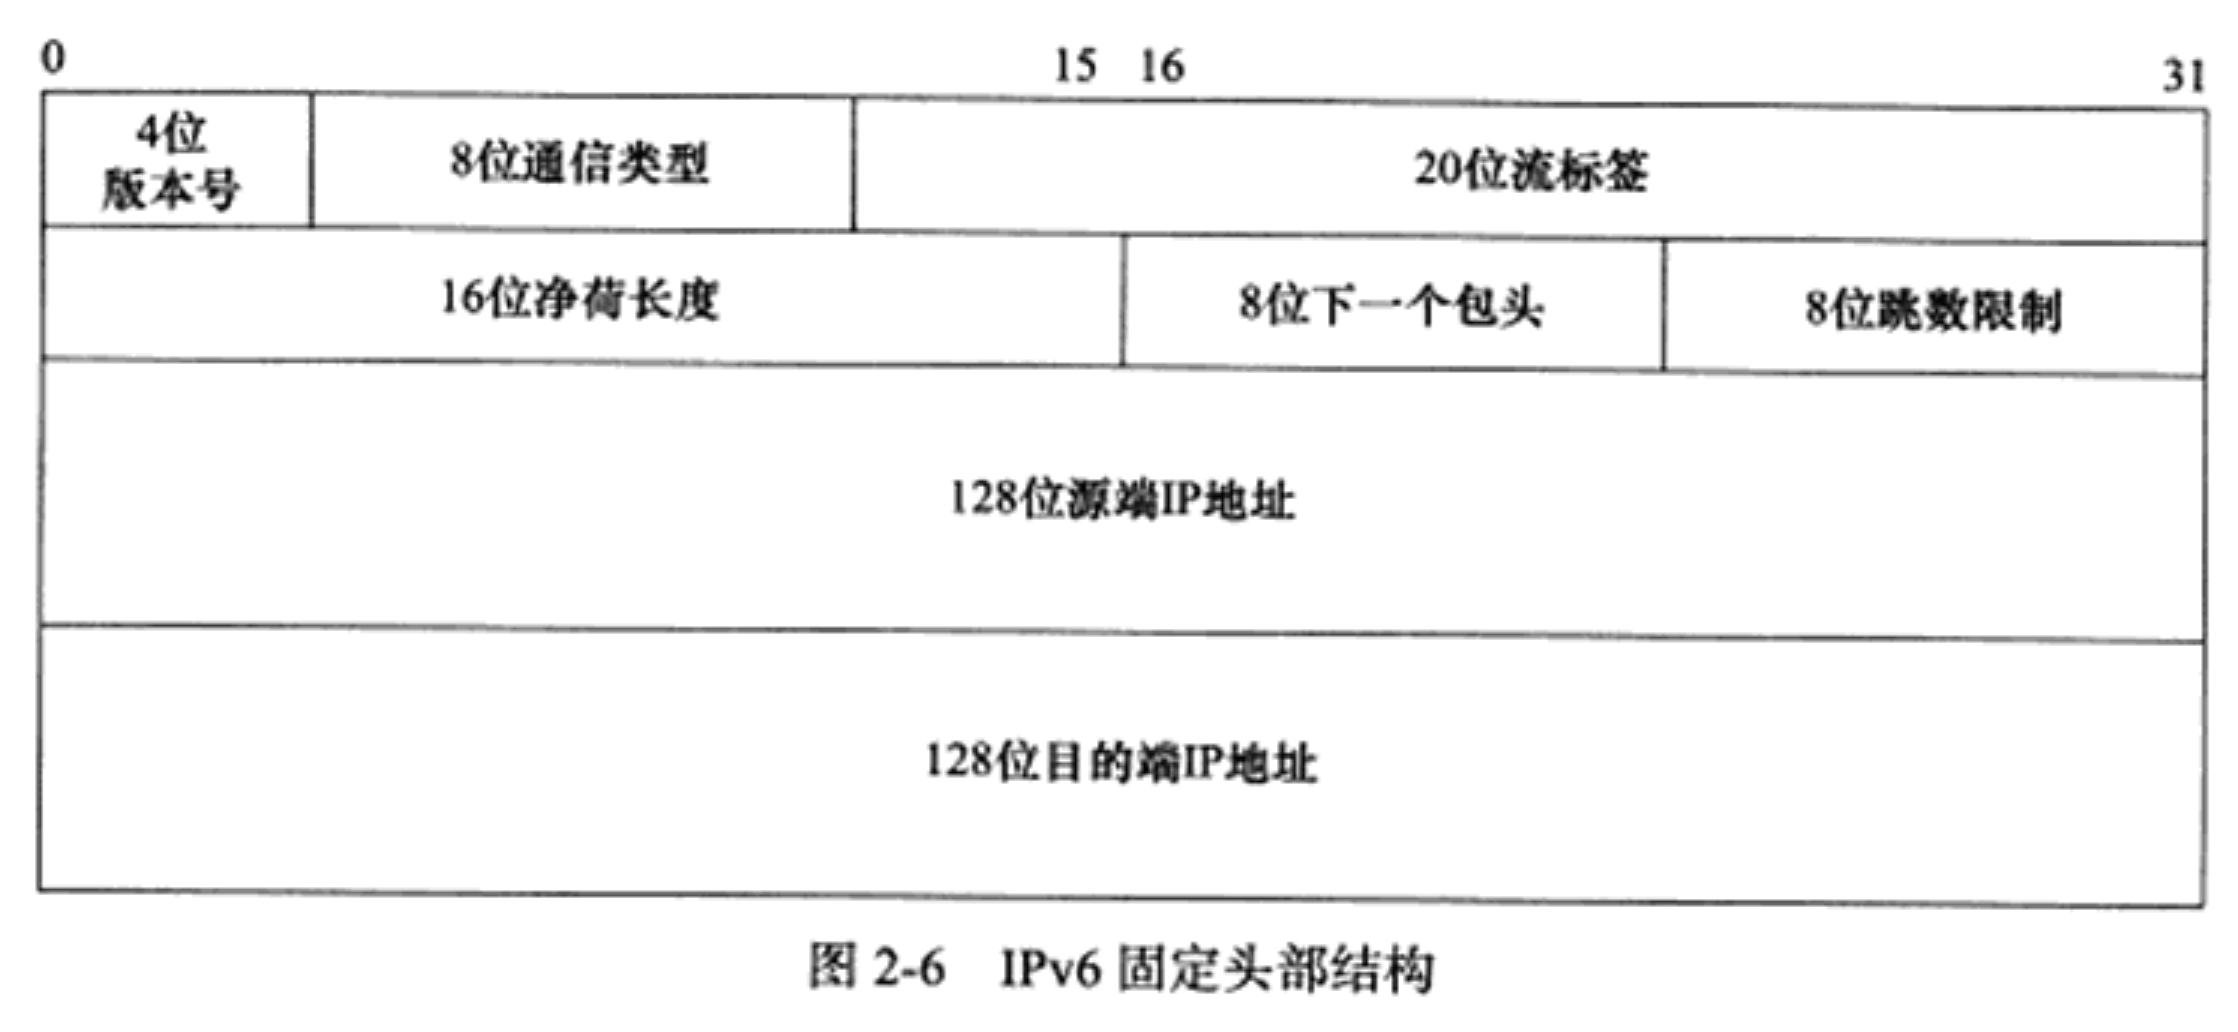 0 15 16 31
4位
版本号
8位通信类型
20位流标签
16位净荷长度
8位下一个包头
8位跳数限制
128位源端IP地址
128位目的端IP地址
图 2-6 IPv6 固定头部结构